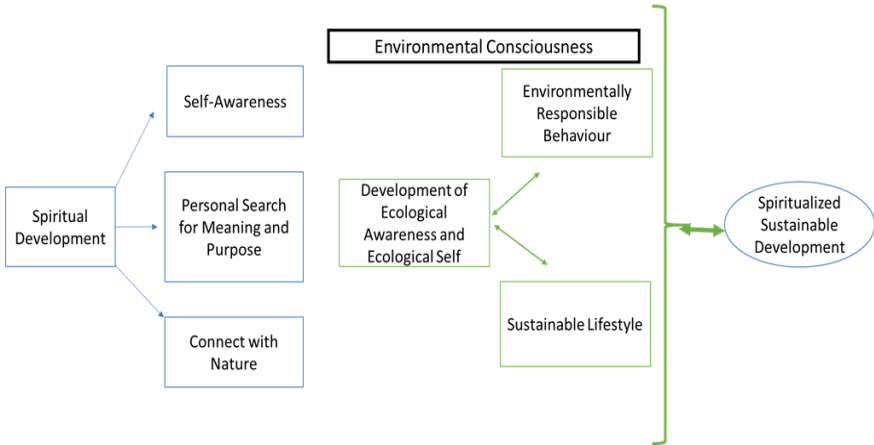 Environmental Consciousness
Self-Awareness
Environmentally
Responsible
Behaviour
Spiritual
Development
Personal Search
for Meaning and
Purpose
Development of
Ecological
Awareness and
Ecological Self
Spiritualized
Sustainable
Development
Connect with
Nature
Sustainable Lifestyle